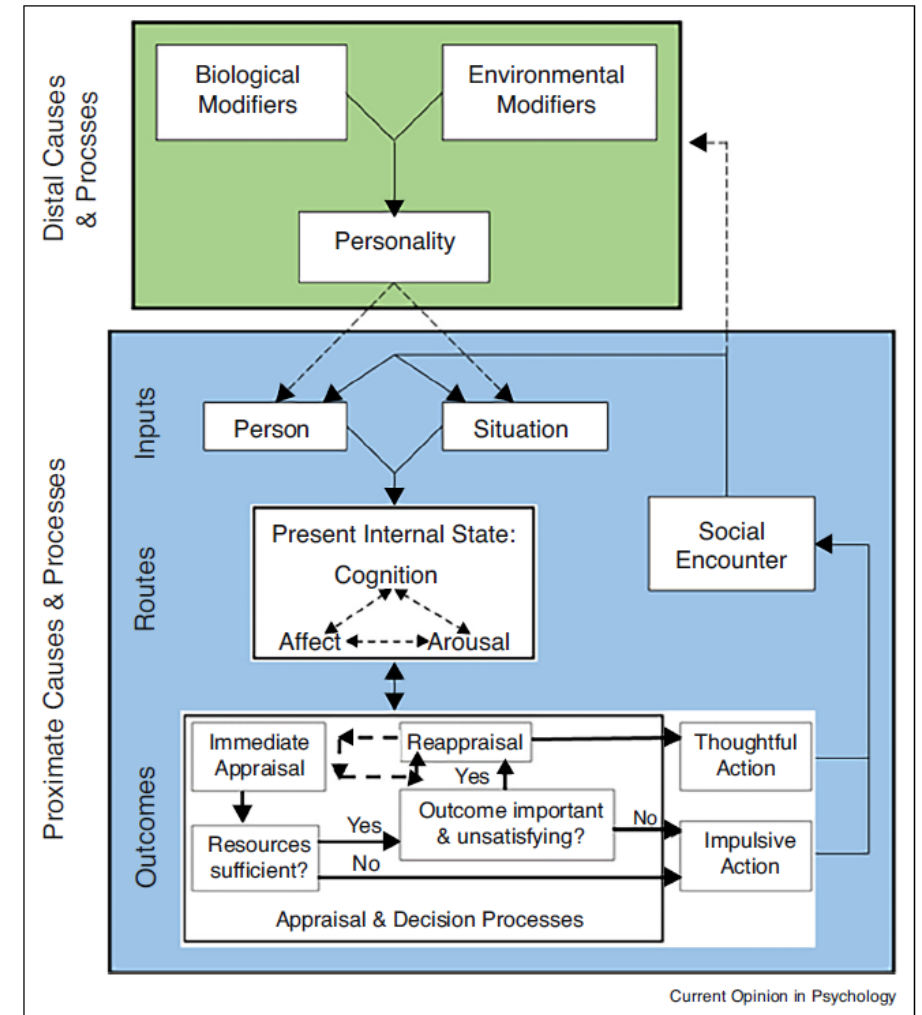 Distal Causes
& Procsses
Biological
Modifiers
Environmental
Modifiers
Personality
Proximate Causes & Processes
Inputs
Person
Situation
Routes
Present Internal State:
Cognition
Affect
Arousal
Social
Encounter
Outcomes
Immediate
Appraisal
Reappraisal
Thoughtful
Action
Yes
Resources
sufficient?
Yes
No
Outcome important
& unsatisfying?
No
Impulsive
Action
Appraisal & Decision Processes
Current Opinion in Psychology